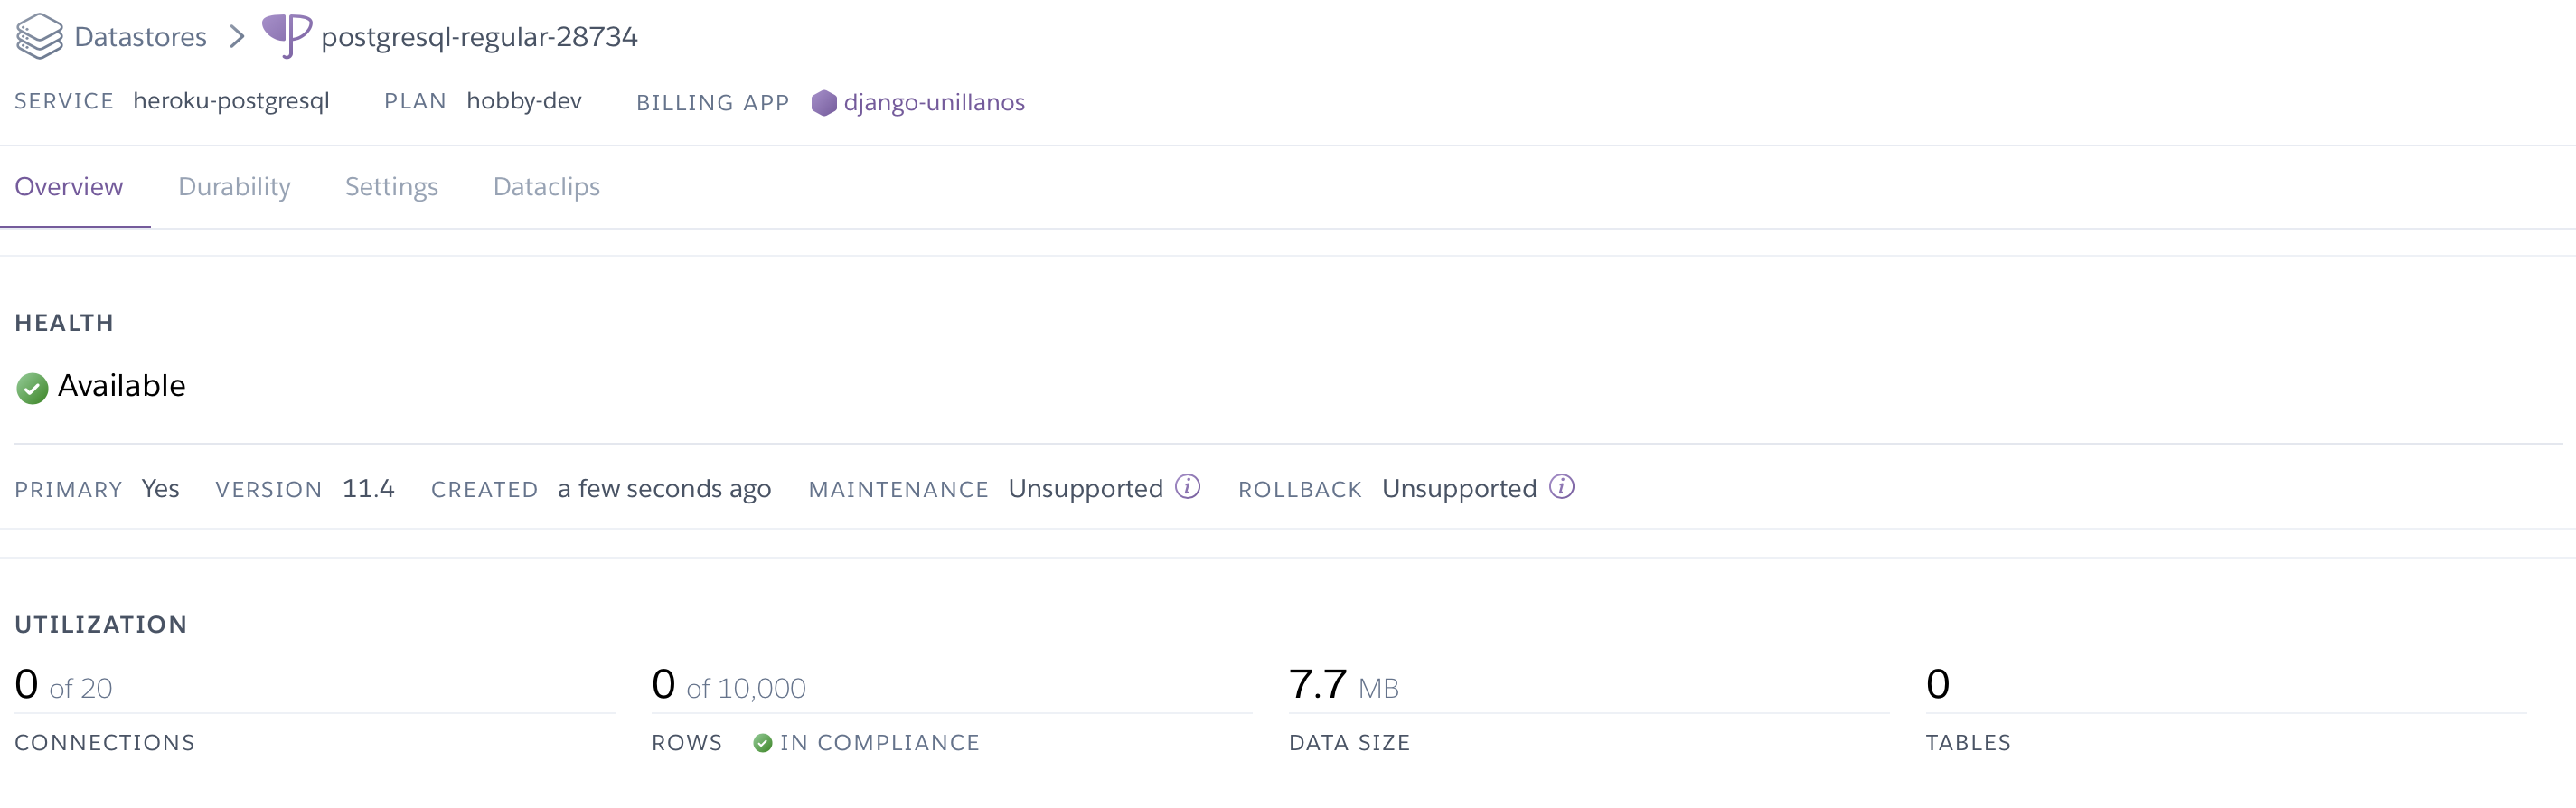 Datastores > postgresql-regular-28734
SERVICE heroku-postgresql PLAN hobby-dev BILLING APP django-unillanos
Overview Durability Settings Dataclips
HEALTH
Available
PRIMARY Yes VERSION 11.4 CREATED a few seconds ago MAINTENANCE Unsupported i ROLLBACK Unsupported i
UTILIZATION
0 of 20 0 of 10,000 7.7 MB 0
CONNECTIONS ROWS IN COMPLIANCE DATA SIZE TABLES